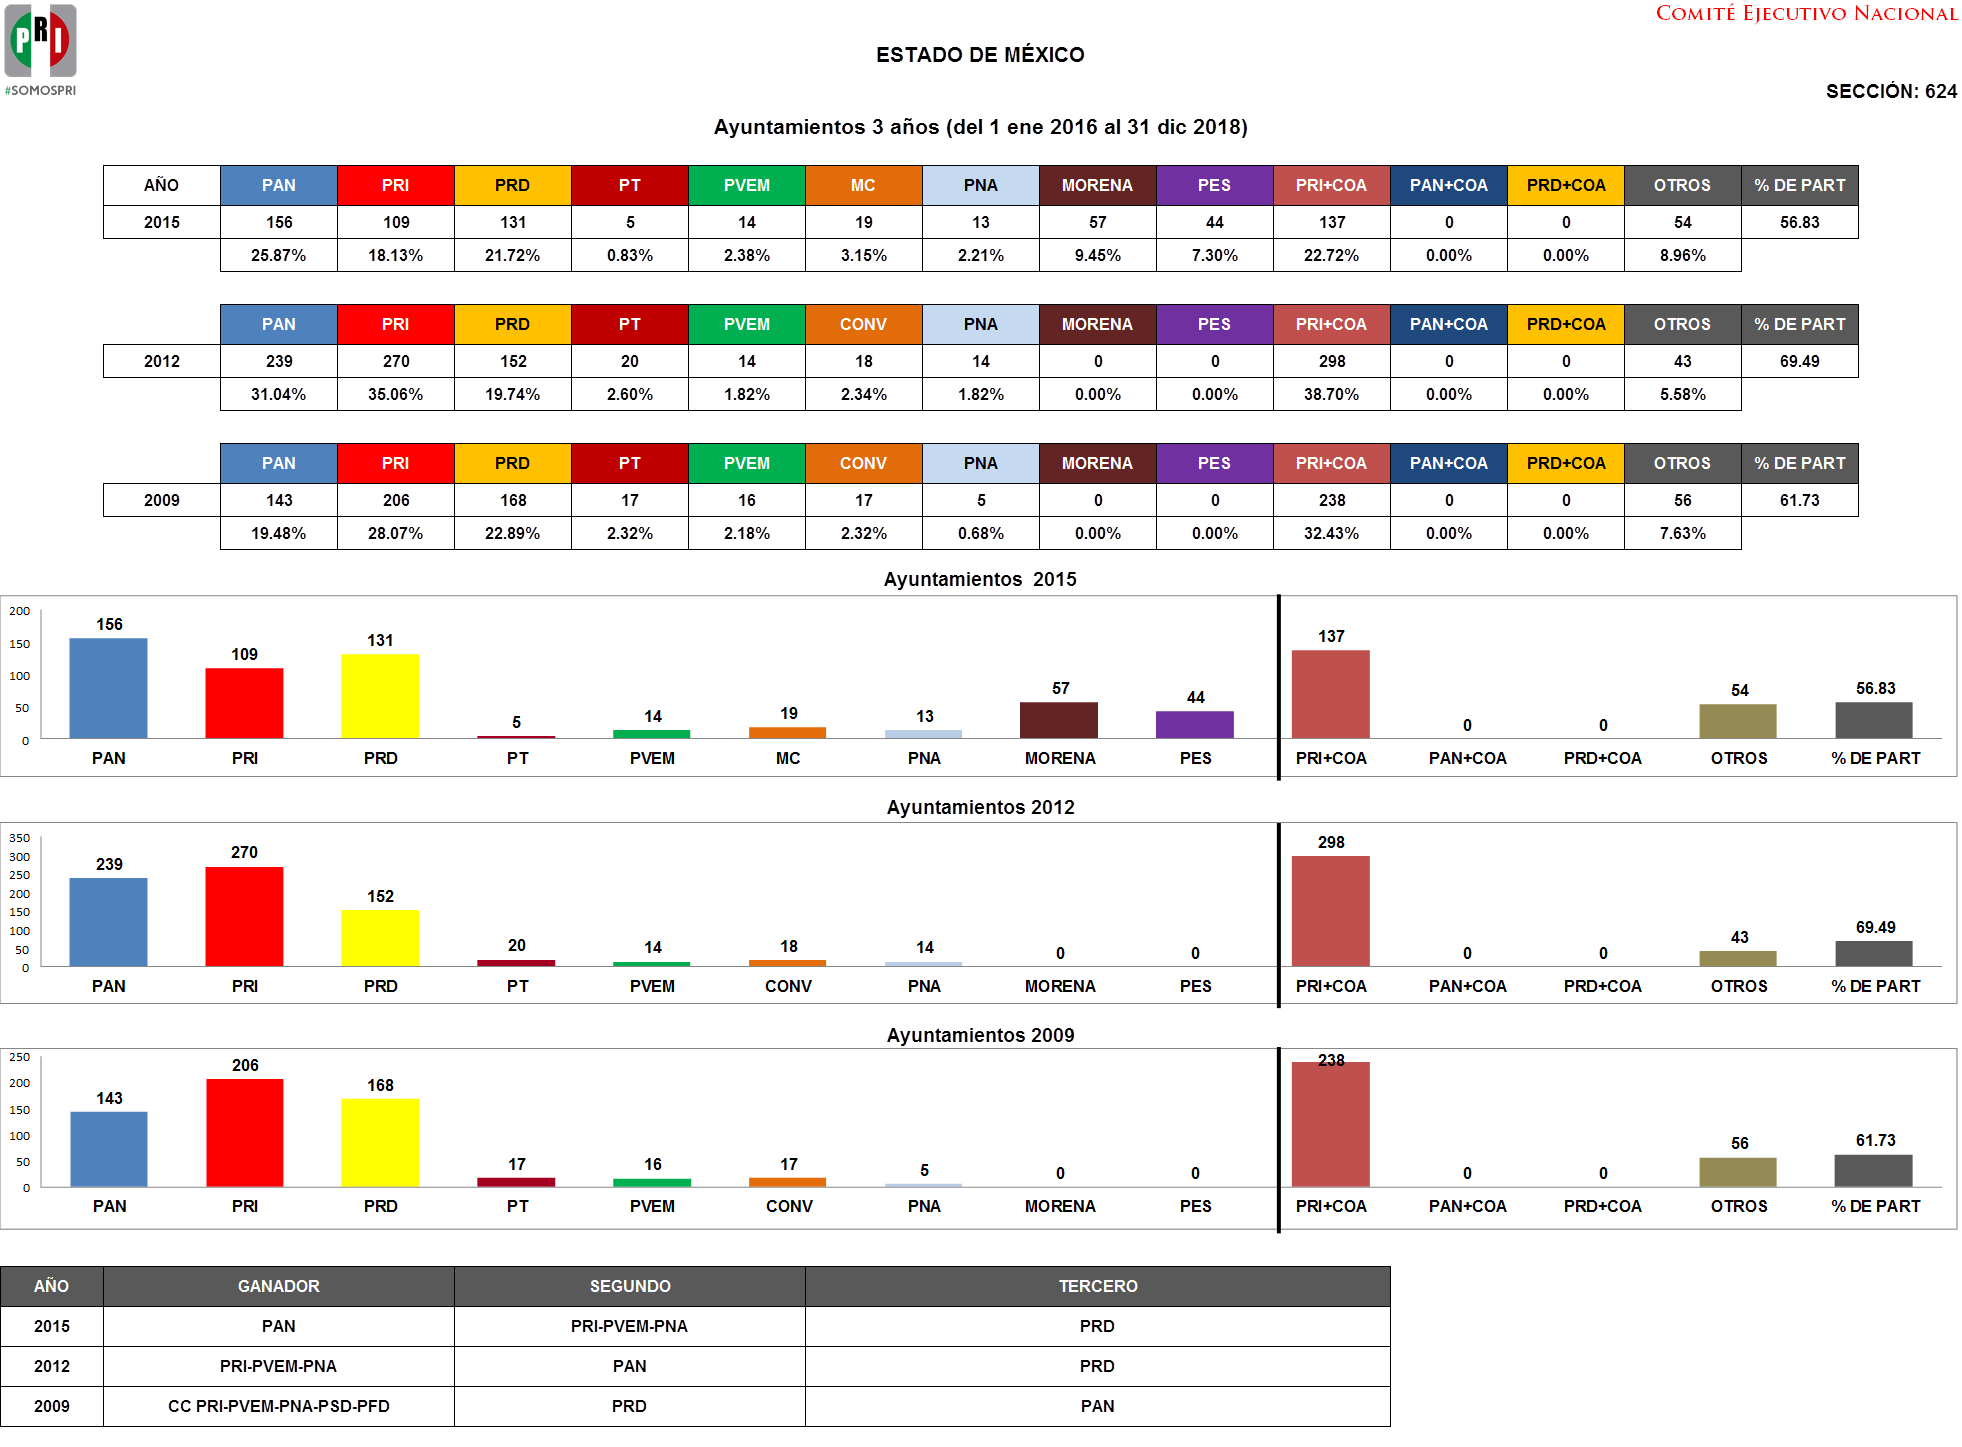 PRI
#SOMOSPRI
COMITÉ EJECUTIVO NACIONAL
ESTADO DE MÉXICO
SECCIÓN: 624
Ayuntamientos 3 años (del 1 ene 2016 al 31 dic 2018)
AÑO PAN PRI PRD PT PVEM MC PNA MORENA PES PRI+COA PAN+COA PRD+COA OTROS % DE PART
2015 156 109 131 5 14 19 13 57 44 137 0 0 54 56.83
25.87% 18.13% 21.72% 0.83% 2.38% 3.15% 2.21% 9.45% 7.30% 22.72% 0.00% 0.00% 8.96%
PAN PRI PRD PT PVEM CONV PNA MORENA PES PRI+COA PAN+COA PRD+COA OTROS % DE PART
2012 239 270 152 20 14 18 14 0 0 298 0 0 43 69.49
31.04% 35.06% 19.74% 2.60% 1.82% 2.34% 1.82% 0.00% 0.00% 38.70% 0.00% 0.00% 5.58%
PAN PRI PRD PT PVEM CONV PNA MORENA PES PRI+COA PAN+COA PRD+COA OTROS % DE PART
2009 143 206 168 17 16 17 5 0 0 238 0 0 56 61.73
19.48% 28.07% 22.89% 2.32% 2.18% 2.32% 0.68% 0.00% 0.00% 32.43% 0.00% 0.00% 7.63%
Ayuntamientos 2015
200
150
100
50
0
156 109 131 5 14 19 13 57 44 137 0 0 54 56.83
PAN PRI PRD PT PVEM MC PNA MORENA PES PRI+COA PAN+COA PRD+COA OTROS % DE PART
Ayuntamientos 2012
350
300
250
200
150
100
50
0
239 270 152 20 14 18 14 0 0 298 0 0 43 69.49
PAN PRI PRD PT PVEM CONV PNA MORENA PES PRI+COA PAN+COA PRD+COA OTROS % DE PART
Ayuntamientos 2009
250
200
150
100
50
0
143 206 168 17 16 17 5 0 0 238 0 0 56 61.73
PAN PRI PRD PT PVEM CONV PNA MORENA PES PRI+COA PAN+COA PRD+COA OTROS % DE PART
AÑO GANADOR SEGUNDO TERCERO
2015 PAN PRI-PVEM-PNA PRD
2012 PRI-PVEM-PNA PAN PRD
2009 CC PRI-PVEM-PNA-PSD-PFD PRD PAN